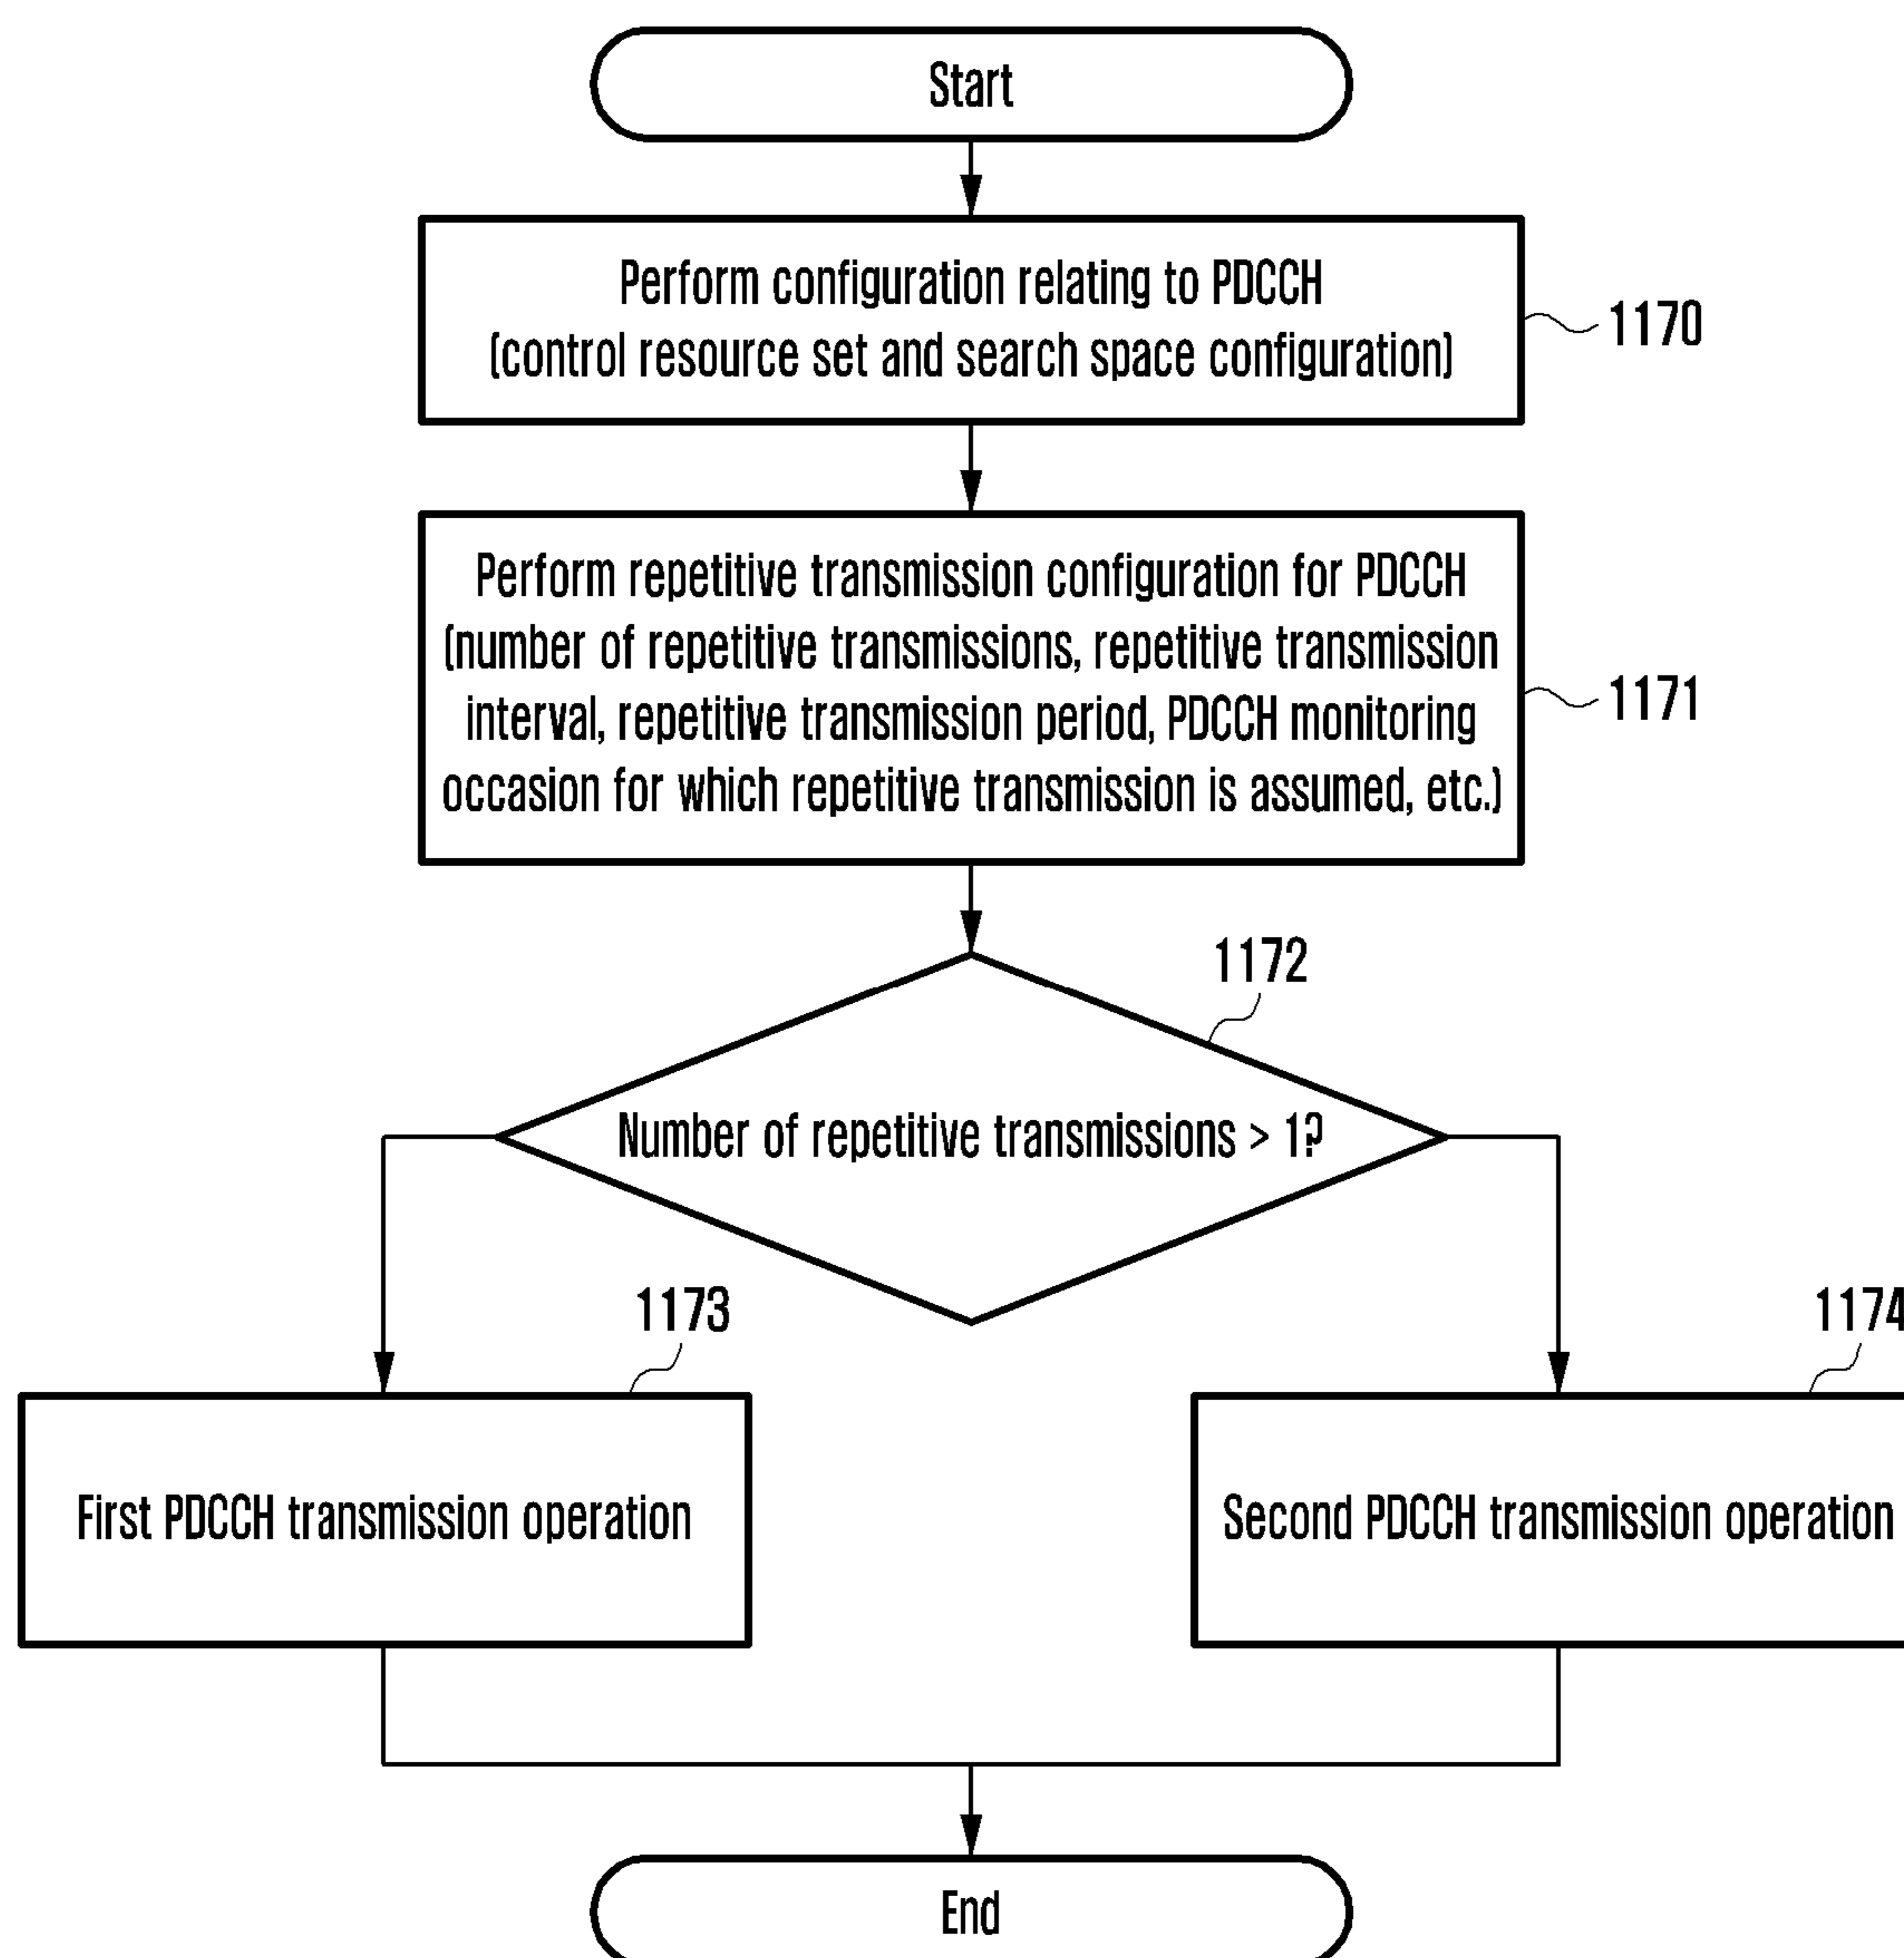 Start
Perform configuration relating to PDCCH
(control resource set and search space configuration)
1170
Perform repetitive transmission configuration for PDCCH
(number of repetitive transmissions, repetitive transmission
interval, repetitive transmission period, PDCCH monitoring
occasion for which repetitive transmission is assumed, etc.)
1171
1172
Number of repetitive transmissions > 1?
1173
1174
First PDCCH transmission operation
Second PDCCH transmission operation
End